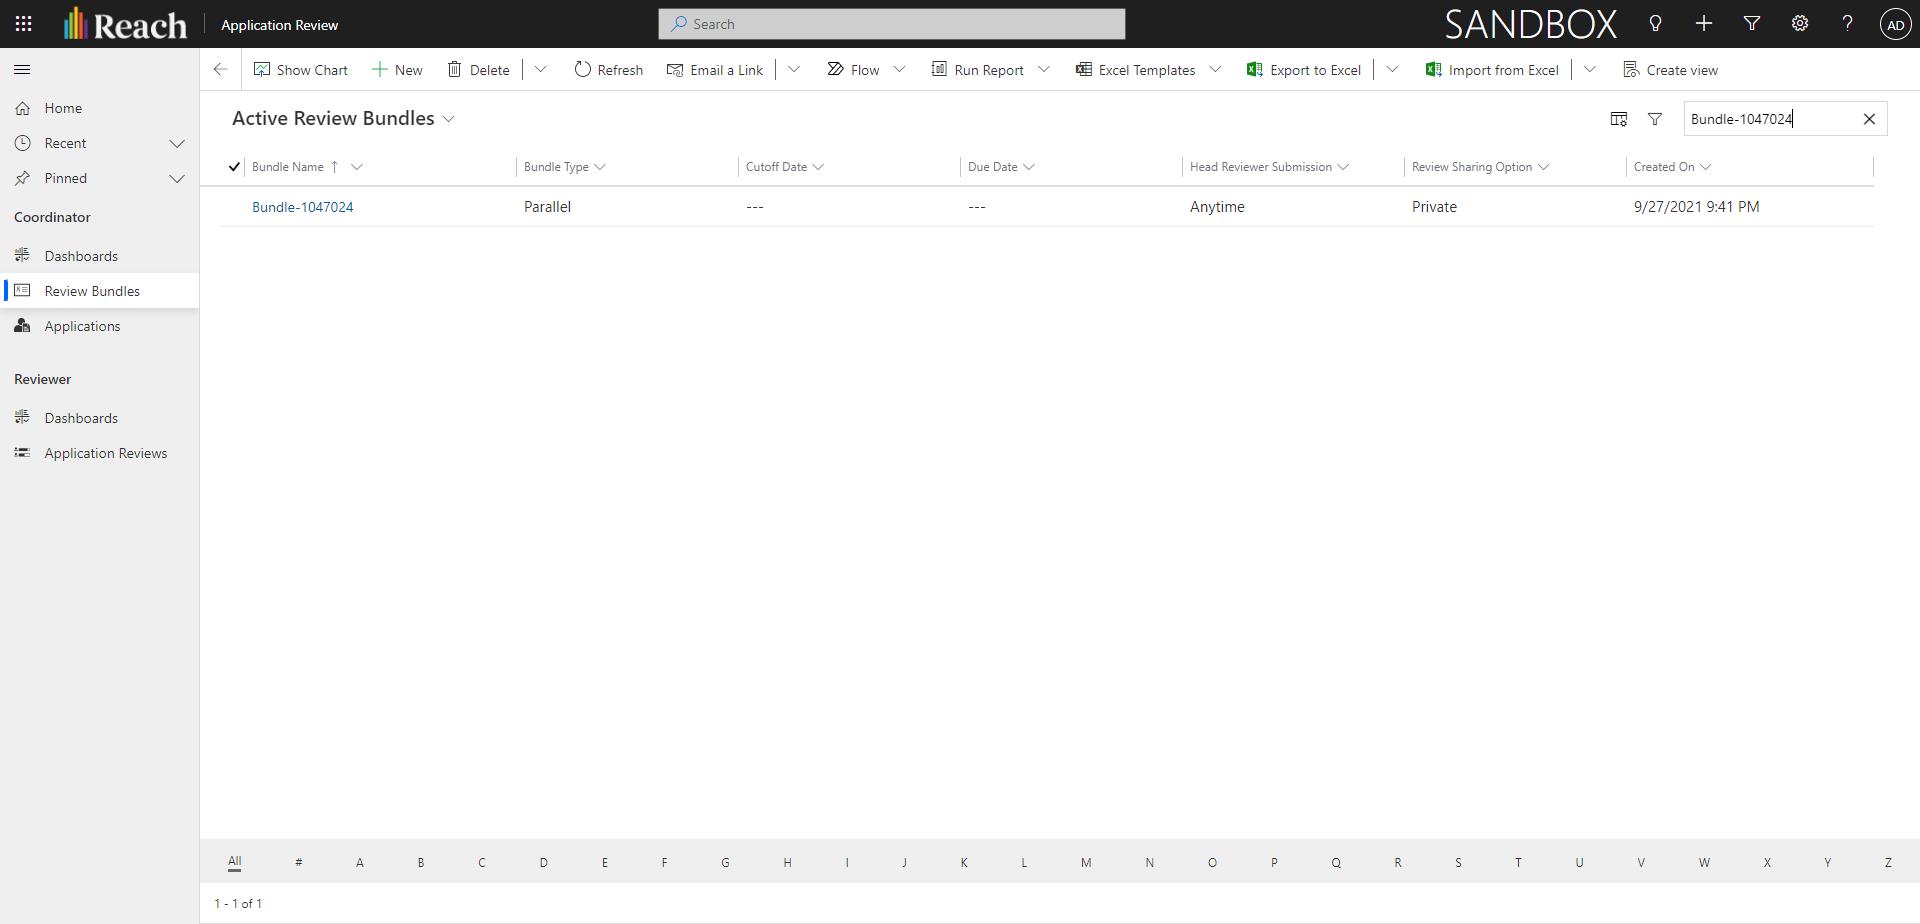 Reach
Application Review
Search
SANDBOX
?
AD
Show Chart
New
Delete
Refresh
Email a Link
Flow
Run Report
Excel Templates
Export to Excel
Import from Excel
Create view
Home
Recent
Pinned
Coordinator
Dashboards
Review Bundles
Applications
Reviewer
Dashboards
Application Reviews
Active Review Bundles
Bundle-1047024
Bundle Name ↑ Bundle Type Cutoff Date Due Date Head Reviewer Submission Review Sharing Option Created On
Bundle-1047024 Parallel --- --- Anytime Private 9/27/2021 9:41 PM
All # A B C D E F G H I J K L M N O P Q R S T U V W X Y Z
1 - 1 of 1